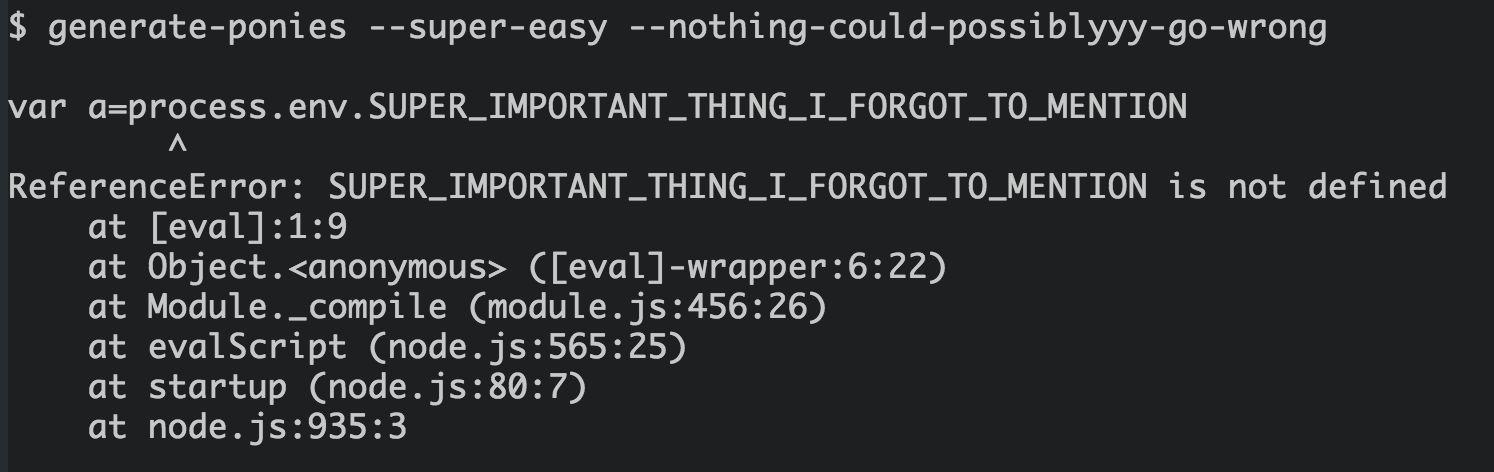 $ generate-ponies --super-easy --nothing-could-possiblyyy-go-wrong
var a=process.env.SUPER_IMPORTANT_THING_I_FORGOT_TO_MENTION
^
ReferenceError: SUPER_IMPORTANT_THING_I_FORGOT_TO_MENTION is not defined
at [eval]:1:9
at Object.<anonymous> ([eval]-wrapper:6:22)
at Module._compile (module.js:456:26)
at evalScript (node.js:565:25)
at startup (node.js:80:7)
at node.js:935:3